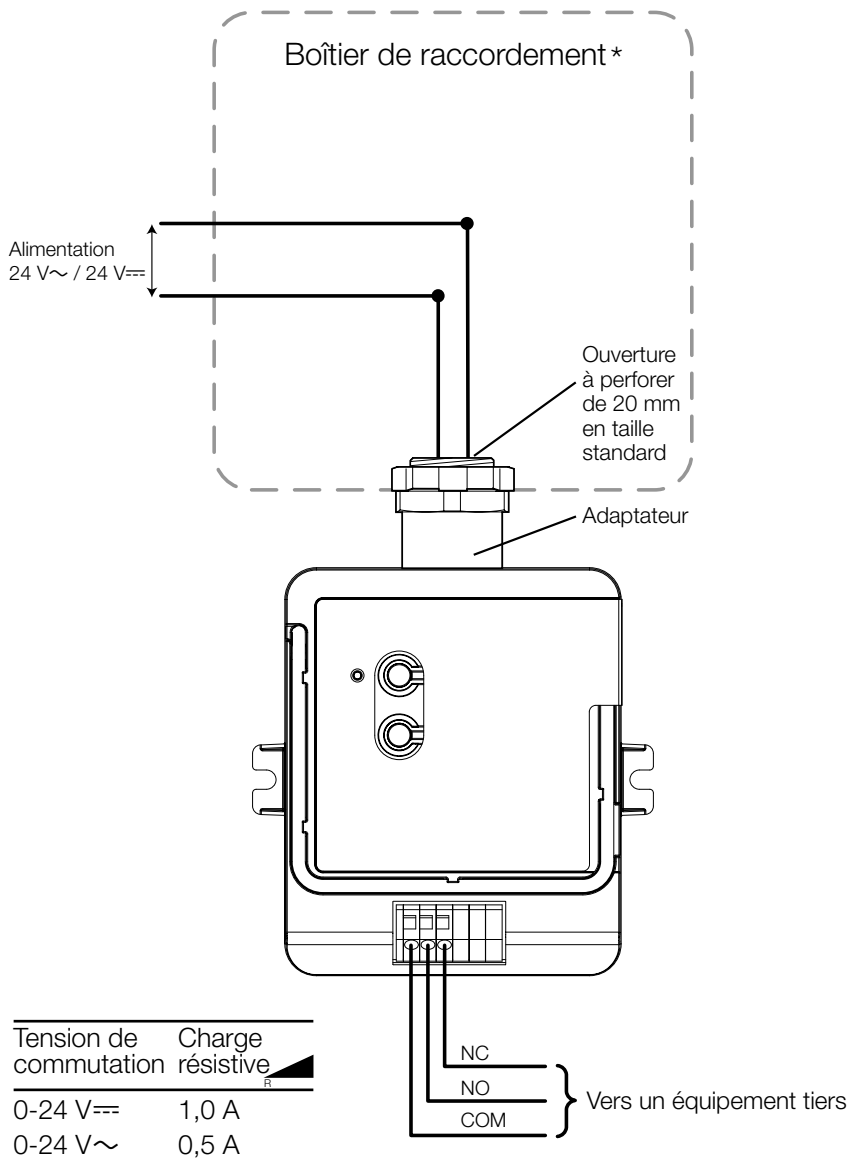 Boîtier de raccordement*
Alimentation
24 V~ / 24 V⎓
Ouverture
à perforer
de 20 mm
en taille
standard
Adaptateur
NC
NO
COM
Vers un équipement tiers
Tension de commutation Charge résistive
R
0-24 V⎓ 1,0 A
0-24 V~ 0,5 A